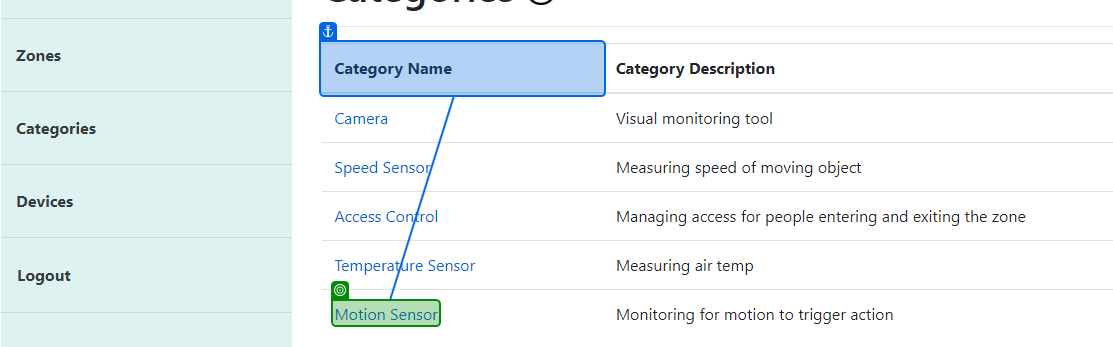 Categories
Zones
Category Name Category Description
Categories
Camera Visual monitoring tool
Speed Sensor Measuring speed of moving object
Devices
Access Control Managing access for people entering and exiting the zone
Logout
Temperature Sensor Measuring air temp
Motion Sensor Monitoring for motion to trigger action